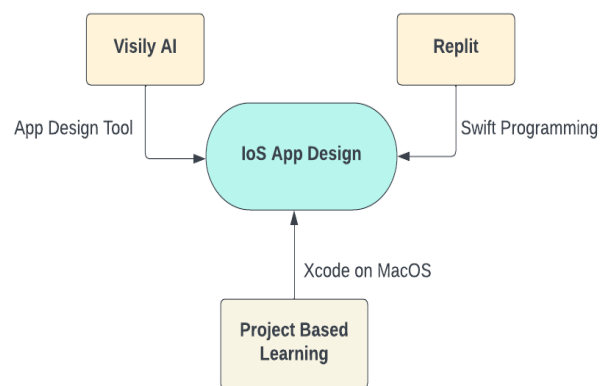 Visily AI
Replit
App Design Tool
Swift Programming
IoS App Design
Xcode on MacOS
Project Based
Learning